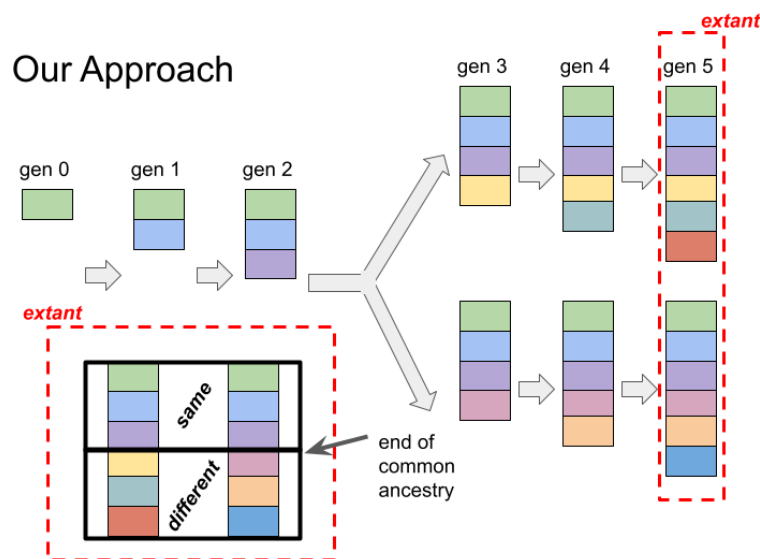 Our Approach
gen 0
gen 1
gen 2
gen 3
gen 4
gen 5
extant
extant
same
different
end of
common
ancestry